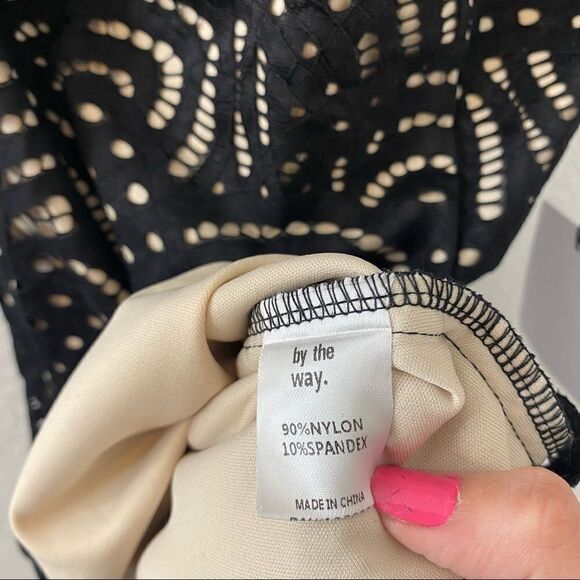 by the
way.
90%NYLON
10%SPANDEX
MADE IN CHINA